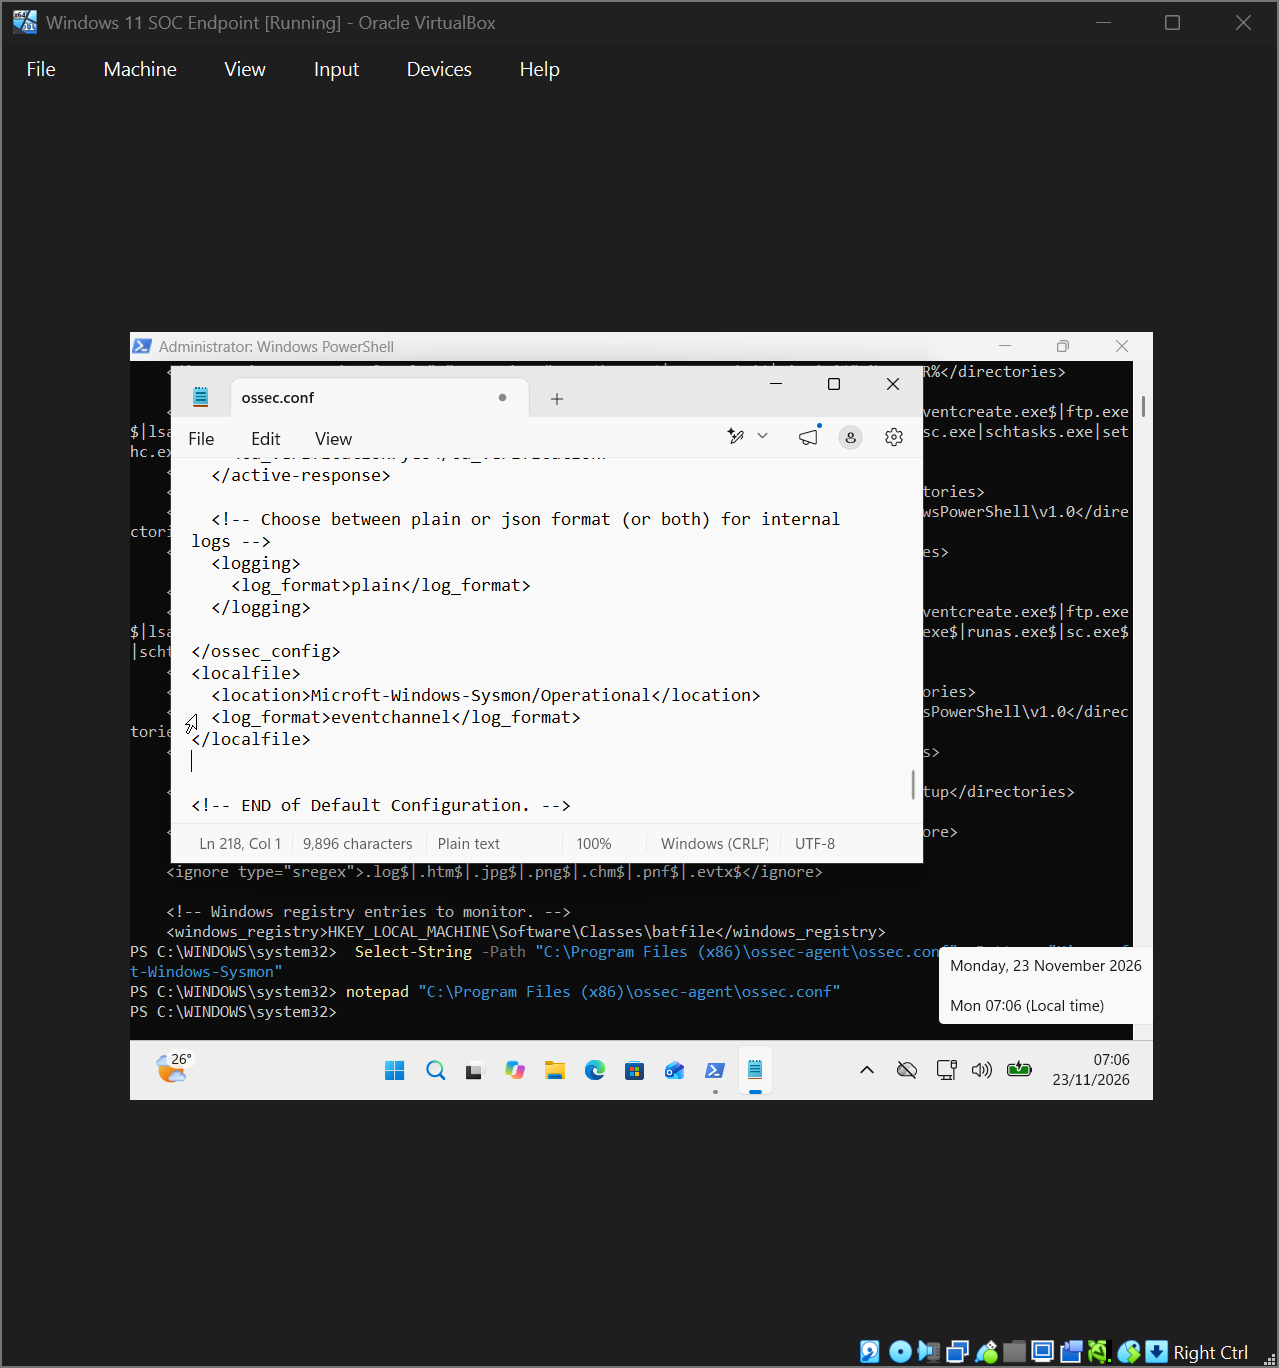 Windows 11 SOC Endpoint [Running] - Oracle VirtualBox
File Machine View Input Devices Help
Administrator: Windows PowerShell
R%</directories>
ossec.conf
ventcreate.exe$|ftp.exe
$|lsa
sc.exe|schtasks.exe|set
hc.ex
File Edit View
</active-response>
tories>
<!-- Choose between plain or json format (or both) for internal
logs -->
wsPowerShell\v1.0</dire
ctori
<logging>
es>
<log_format>plain</log_format>
</logging>
ventcreate.exe$|ftp.exe
$|lsa
exe$|runas.exe$|sc.exe$
|scht
</ossec_config>
<localfile>
<location>Microft-Windows-Sysmon/Operational</location>
ories>
<log_format>eventchannel</log_format>
sPowerShell\v1.0</direc
torie
</localfile>
s>
tup</directories>
<!-- END of Default Configuration. -->
ore>
Ln 218, Col 1 9,896 characters Plain text 100% Windows (CRLF) UTF-8
<ignore type="sregex">.log$|.htm$|.jpg$|.png$|.chm$|.pnf$|.evtx$</ignore>
<!-- Windows registry entries to monitor. -->
<windows_registry>HKEY_LOCAL_MACHINE\Software\Classes\batfile</windows_registry>
PS C:\WINDOWS\system32> Select-String -Path "C:\Program Files (x86)\ossec-agent\ossec.con
t-Windows-Sysmon"
PS C:\WINDOWS\system32> notepad "C:\Program Files (x86)\ossec-agent\ossec.conf"
PS C:\WINDOWS\system32>
Monday, 23 November 2026
Mon 07:06 (Local time)
26°
07:06
23/11/2026
Right Ctrl